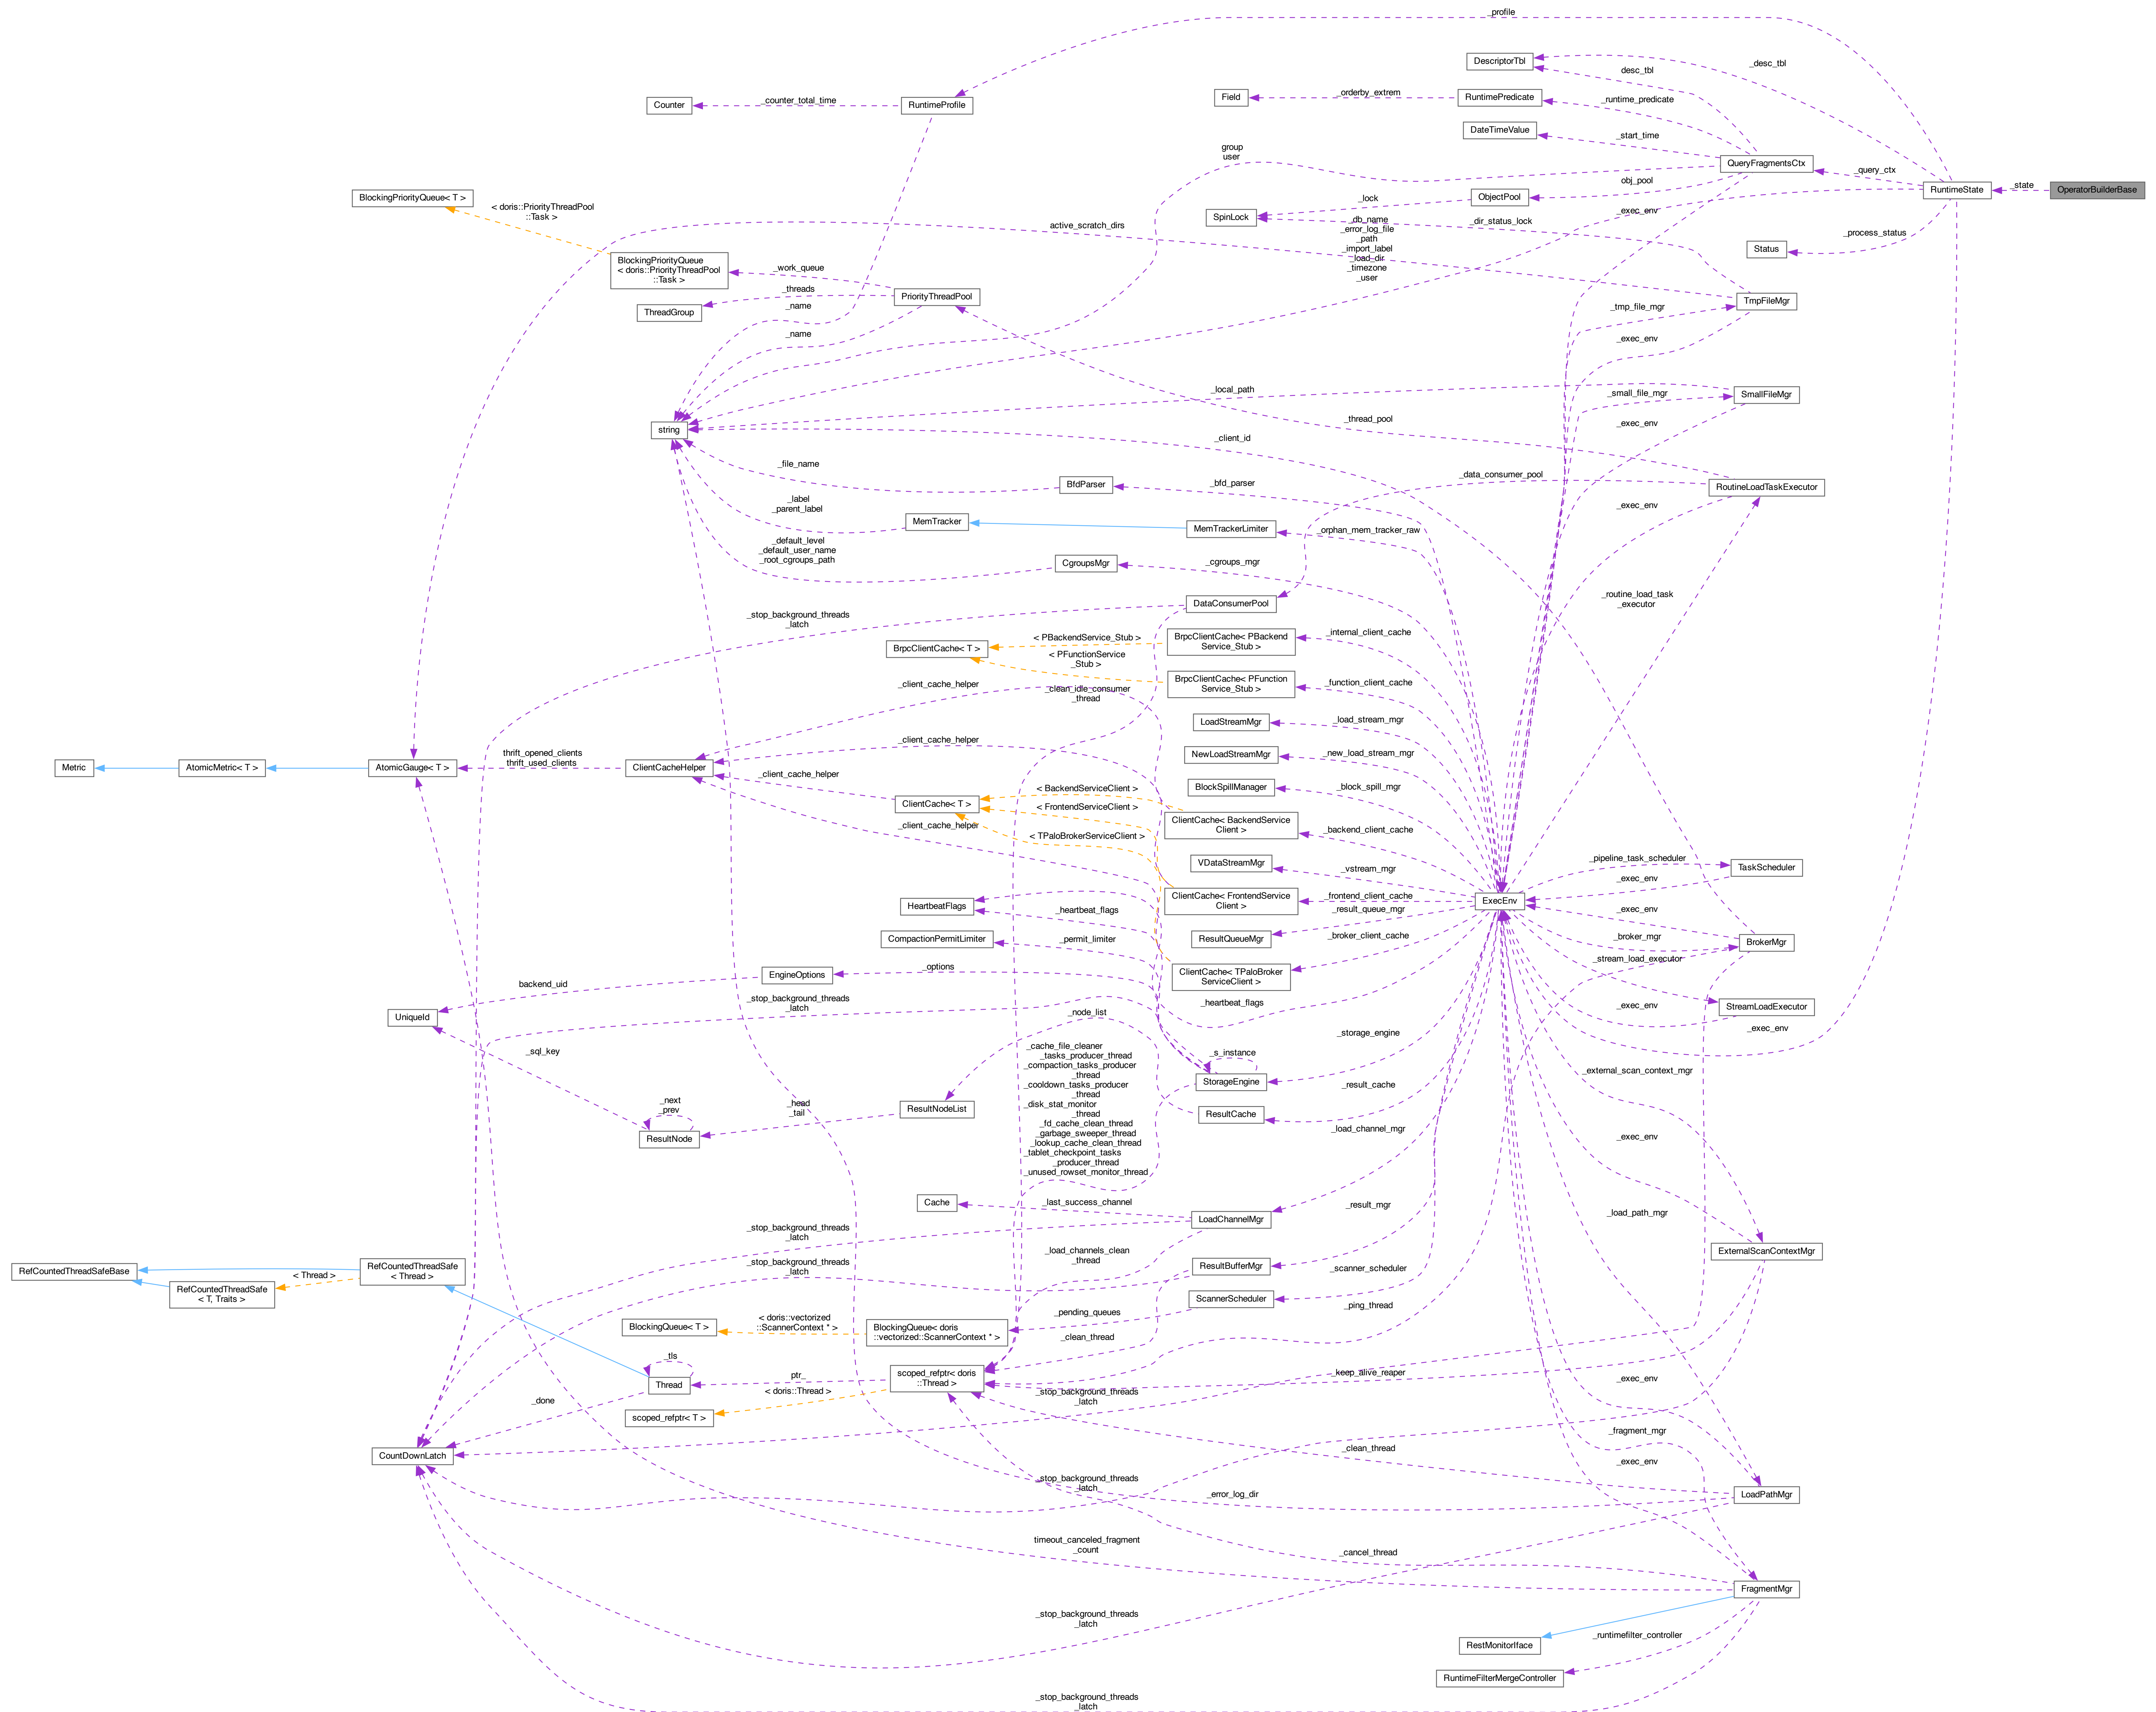 _profile
DescriptorTbl
_desc_tbl
desc_tbl
Counter
_counter_total_time
RuntimeProfile
Field
_orderby_extrem
RuntimePredicate
_runtime_predicate
DateTimeValue
_start_time
group
user
QueryFragmentsCtx
_query_ctx
RuntimeState
_state
OperatorBuilderBase
BlockingPriorityQueue< T >
< doris::PriorityThreadPool
::Task >
obj_pool
ObjectPool
_lock
SpinLock
_exec_env
_dir_status_lock
active_scratch_dirs
_db_name
_error_log_file
_path
_import_label
_load_dir
_timezone
_user
_process_status
Status
BlockingPriorityQueue
< doris::PriorityThreadPool
::Task >
_work_queue
_threads
PriorityThreadPool
ThreadGroup
_name
_name
_tmp_file_mgr
TmpFileMgr
_exec_env
_local_path
_small_file_mgr
SmallFileMgr
_thread_pool
_exec_env
string
_client_id
_file_name
BfdParser
_bfd_parser
_data_consumer_pool
RoutineLoadTaskExecutor
_label
_parent_label
MemTracker
MemTrackerLimiter
_orphan_mem_tracker_raw
_exec_env
_default_level
_default_user_name
_root_cgroups_path
CgroupsMgr
_cgroups_mgr
DataConsumerPool
_routine_load_task
_executor
_stop_background_threads
_latch
BrpcClientCache< T >
< PBackendService_Stub >
BrpcClientCache< PBackend
Service_Stub >
_internal_client_cache
< PFunctionService
_Stub >
BrpcClientCache< PFunction
Service_Stub >
_function_client_cache
_client_cache_helper
_clean_idle_consumer
_thread
LoadStreamMgr
_load_stream_mgr
_client_cache_helper
NewLoadStreamMgr
_new_load_stream_mgr
Metric
AtomicMetric< T >
AtomicGauge< T >
thrift_opened_clients
thrift_used_clients
ClientCacheHelper
_client_cache_helper
BlockSpillManager
_block_spill_mgr
ClientCache< T >
< BackendServiceClient >
< FrontendServiceClient >
_client_cache_helper
< TPaloBrokerServiceClient >
ClientCache< BackendService
Client >
_backend_client_cache
VDataStreamMgr
_vstream_mgr
_pipeline_task_scheduler
TaskScheduler
_exec_env
HeartbeatFlags
_heartbeat_flags
ClientCache< FrontendService
Client >
_frontend_client_cache
ExecEnv
_result_queue_mgr
_exec_env
CompactionPermitLimiter
_permit_limiter
ResultQueueMgr
_broker_client_cache
_broker_mgr
BrokerMgr
_stream_load_executor
EngineOptions
_options
ClientCache< TPaloBroker
ServiceClient >
backend_uid
UniqueId
_stop_background_threads
_latch
_node_list
_heartbeat_flags
_exec_env
StreamLoadExecutor
_exec_env
_storage_engine
_sql_key
_s_instance
StorageEngine
_cache_file_cleaner
_tasks_producer_thread
_compaction_tasks_producer
_thread
_cooldown_tasks_producer
_thread
_disk_stat_monitor
_thread
_fd_cache_clean_thread
_garbage_sweeper_thread
_lookup_cache_clean_thread
_tablet_checkpoint_tasks
_producer_thread
_unused_rowset_monitor_thread
_external_scan_context_mgr
_result_cache
ResultCache
ResultNodeList
_head
_tail
_next
_prev
ResultNode
_load_channel_mgr
_exec_env
Cache
_last_success_channel
LoadChannelMgr
_result_mgr
_load_path_mgr
_stop_background_threads
_latch
_load_channels_clean
_thread
ExternalScanContextMgr
RefCountedThreadSafeBase
RefCountedThreadSafe
< Thread >
< Thread >
RefCountedThreadSafe
< T, Traits >
_stop_background_threads
_latch
ResultBufferMgr
_scanner_scheduler
ScannerScheduler
_ping_thread
_pending_queues
BlockingQueue< T >
< doris::vectorized
::ScannerContext * >
BlockingQueue< doris
::vectorized::ScannerContext * >
_clean_thread
_tls
Thread
ptr_
scoped_refptr< doris
::Thread >
_keep_alive_reaper
_exec_env
_stop_background_threads
_latch
< doris::Thread >
scoped_refptr< T >
_done
CountDownLatch
_fragment_mgr
_clean_thread
_exec_env
_stop_background_threads
_latch
_error_log_dir
LoadPathMgr
timeout_canceled_fragment
_count
_cancel_thread
FragmentMgr
_stop_background_threads
_latch
RestMonitorIface
_runtimefilter_controller
RuntimeFilterMergeController
_stop_background_threads
_latch